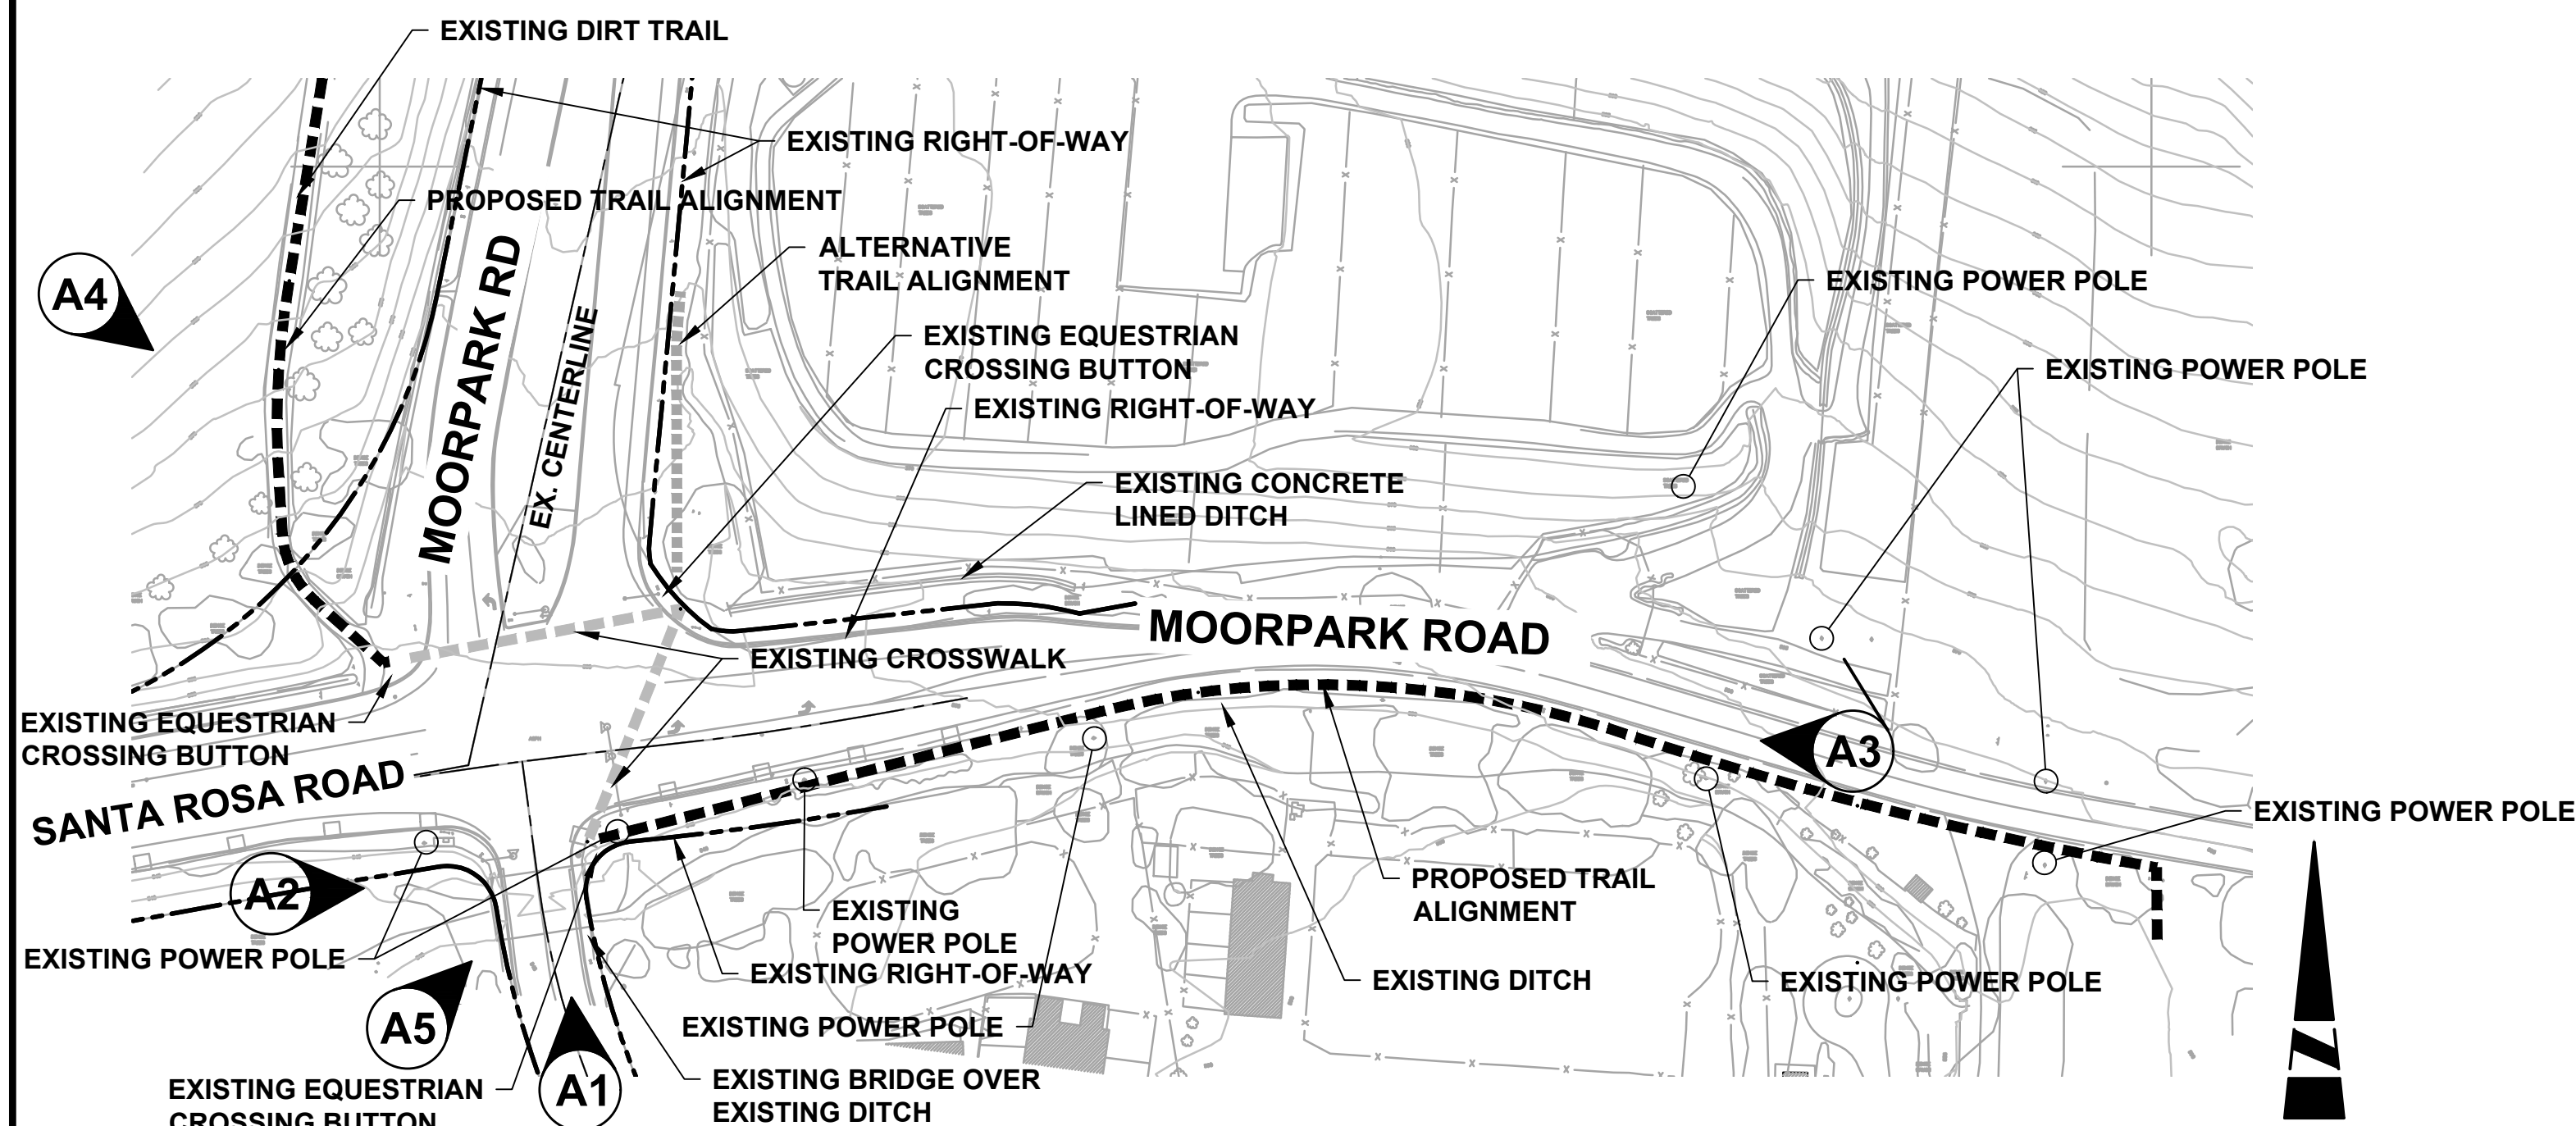 EXISTING DIRT TRAIL
EXISTING RIGHT-OF-WAY
PROPOSED TRAIL ALIGNMENT
ALTERNATIVE
TRAIL ALIGNMENT
A4
MOORPARK RD
EX. CENTERLINE
EXISTING POWER POLE
EXISTING EQUESTRIAN
CROSSING BUTTON
EXISTING POWER POLE
EXISTING RIGHT-OF-WAY
EXISTING CONCRETE
LINED DITCH
MOORPARK ROAD
EXISTING CROSSWALK
EXISTING EQUESTRIAN
CROSSING BUTTON
A3
SANTA ROSA ROAD
EXISTING POWER POLE
A2
PROPOSED TRAIL
ALIGNMENT
EXISTING
POWER POLE
EXISTING POWER POLE
EXISTING RIGHT-OF-WAY
EXISTING DITCH
EXISTING POWER POLE
A5
EXISTING POWER POLE
N
EXISTING EQUESTRIAN
CROSSING BUTTON
A1
EXISTING BRIDGE OVER
EXISTING DITCH